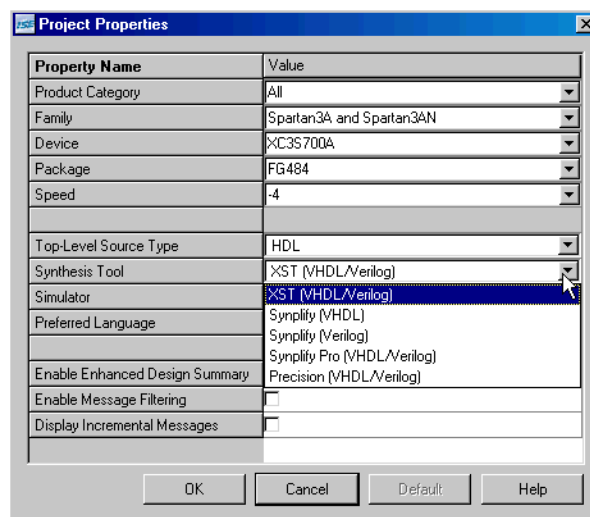 ISE Project Properties
Property Name Value
Product Category All
Family Spartan3A and Spartan3AN
Device XC3S700A
Package FG484
Speed -4
Top-Level Source Type HDL
Synthesis Tool XST (VHDL/Verilog)
Simulator XST (VHDL/Verilog)
Synplify (VHDL)
Preferred Language Synplify (Verilog)
Synplify Pro (VHDL/Verilog)
Enable Enhanced Design Summary Precision (VHDL/Verilog)
Enable Message Filtering
Display Incremental Messages
OK Cancel Default Help